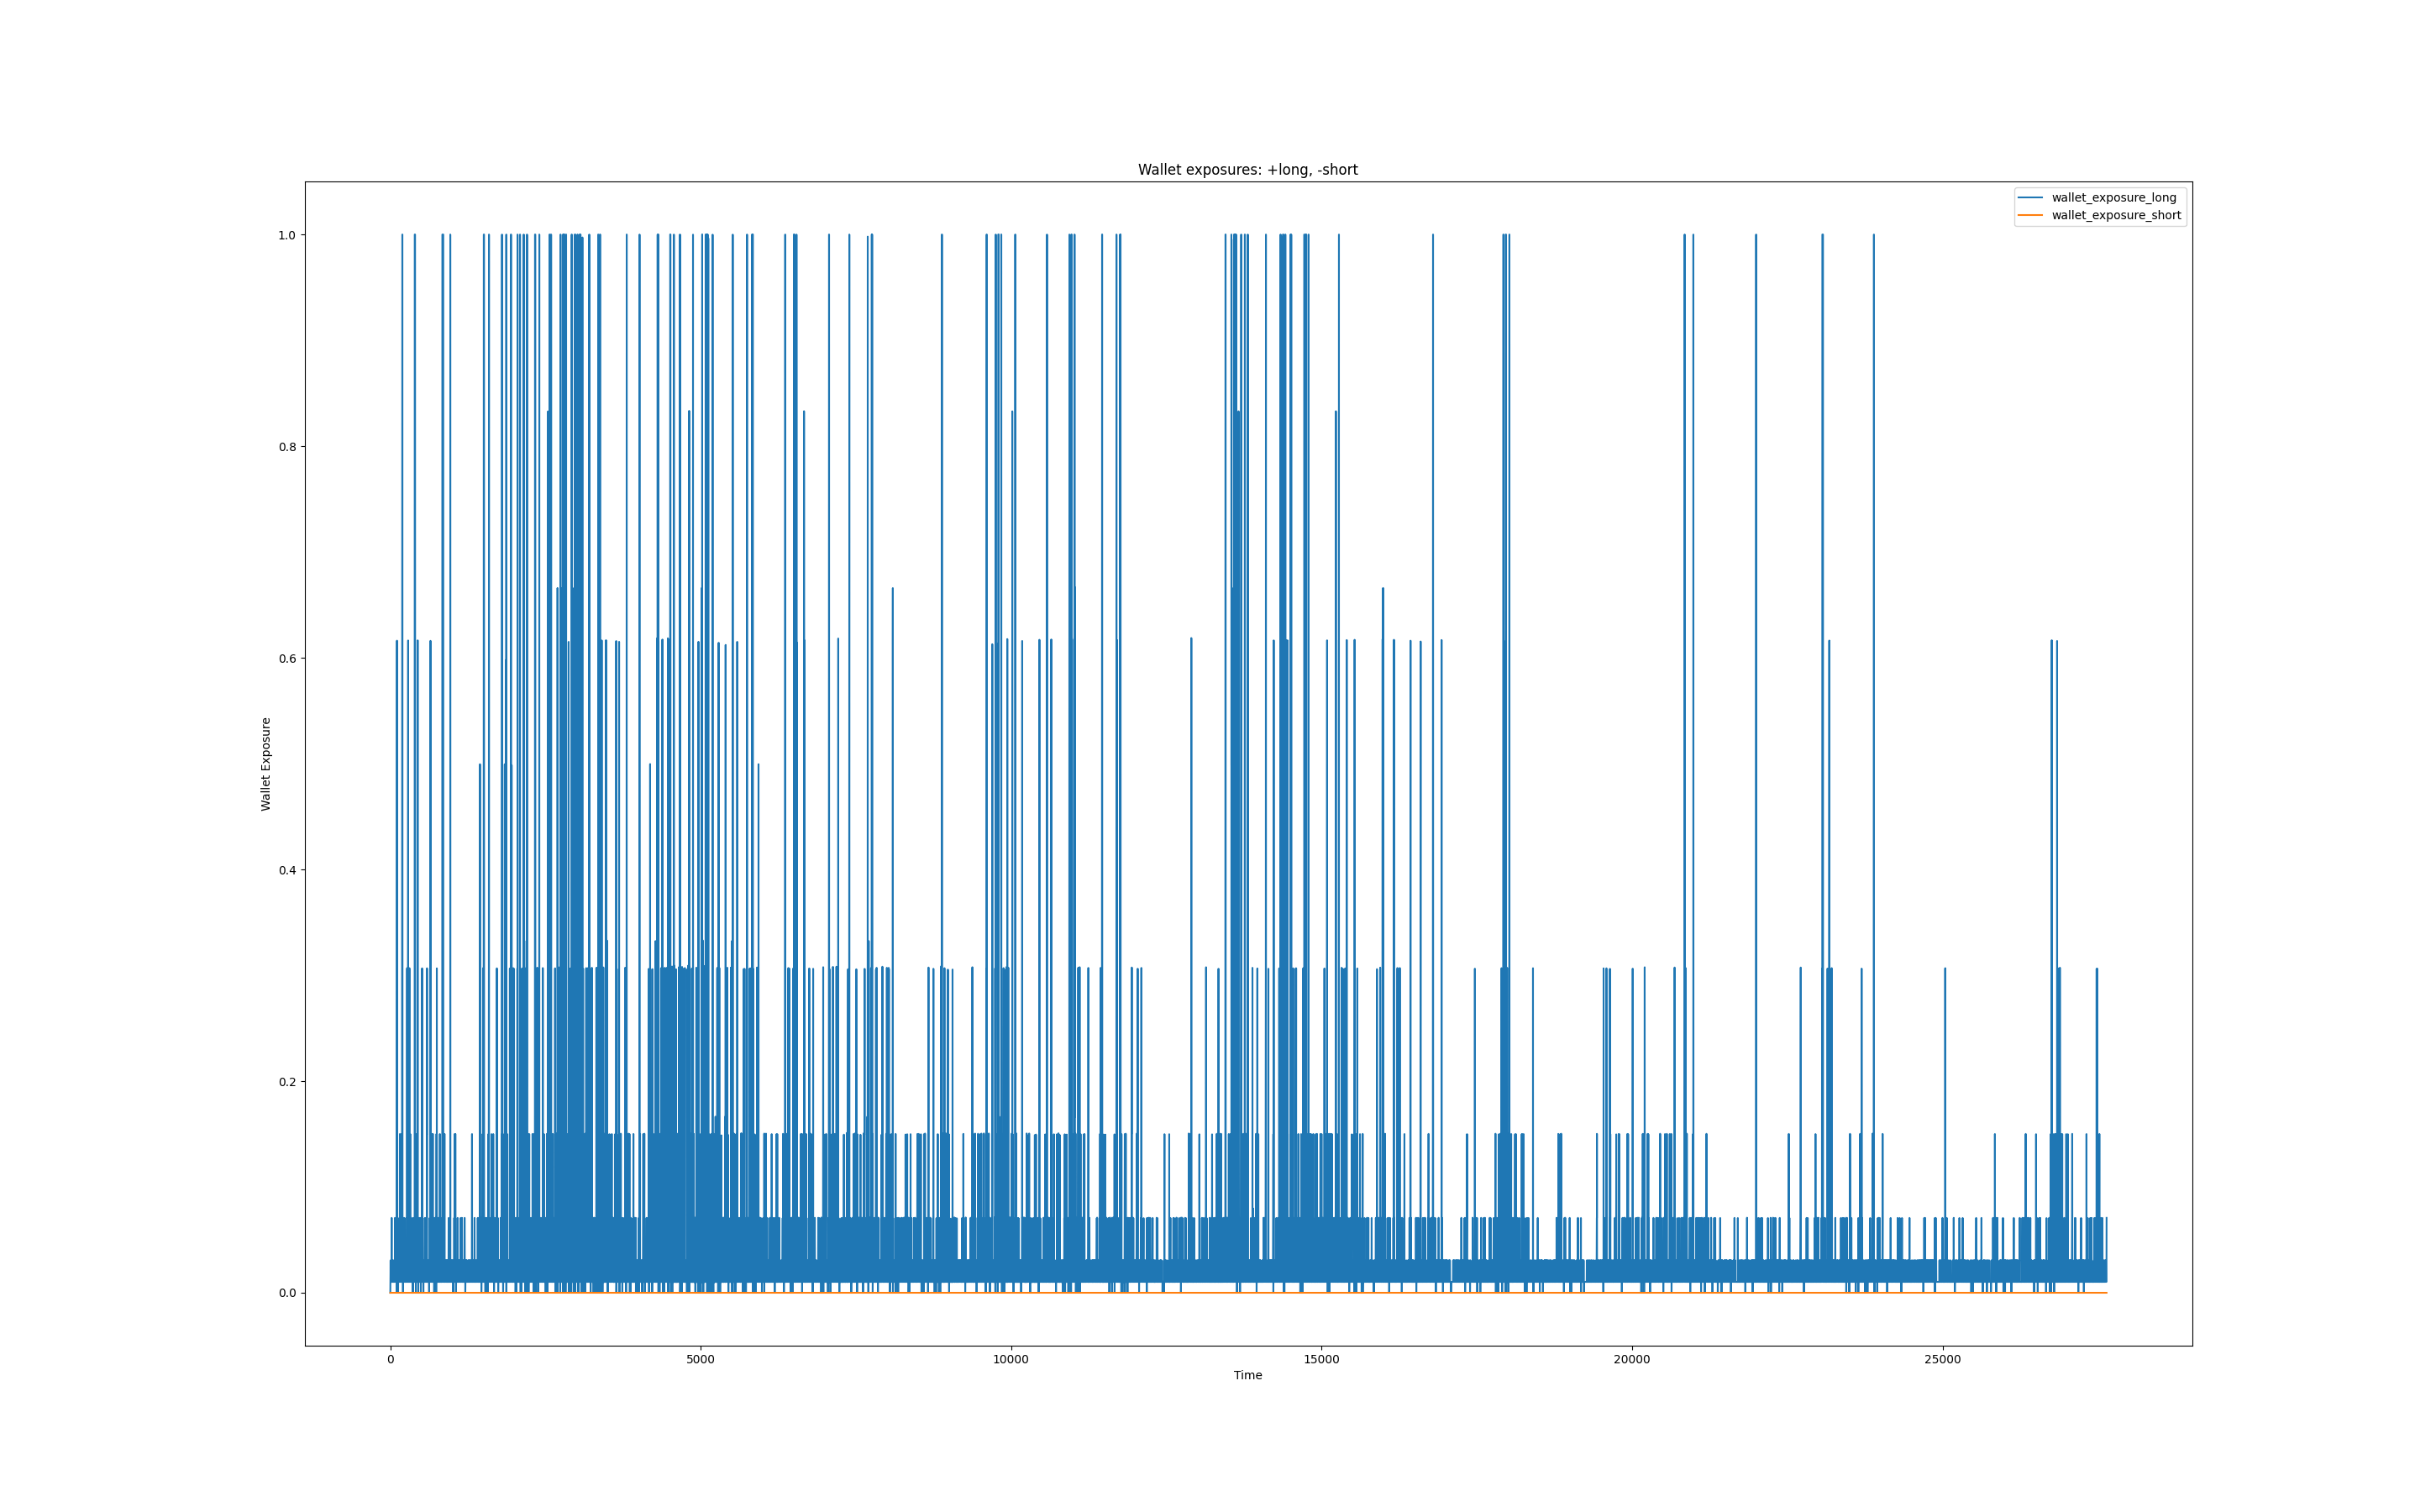 Wallet exposures: +long, -short
wallet_exposure_long
wallet_exposure_short
1.0
0.8
0.6
0.4
0.2
0.0
Wallet Exposure
0 5000 10000 15000 20000 25000
Time